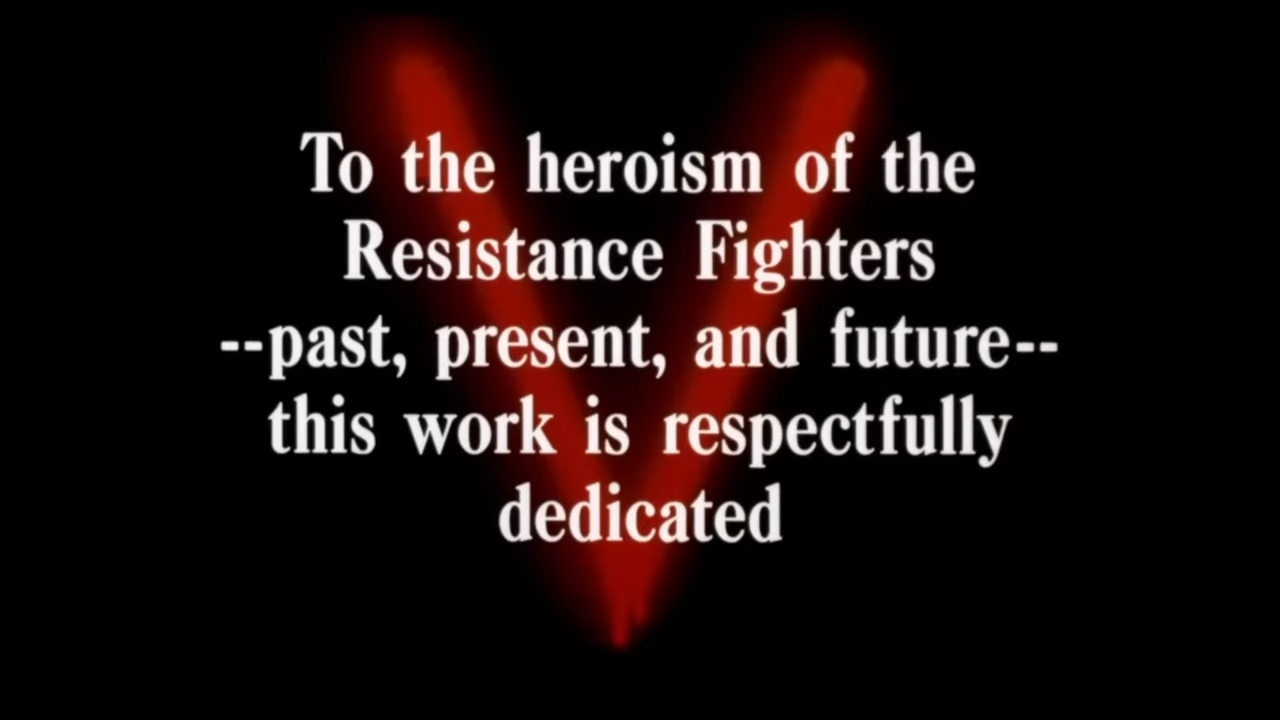 To the heroism of the
Resistance Fighters
--past, present, and future--
this work is respectfully
dedicated